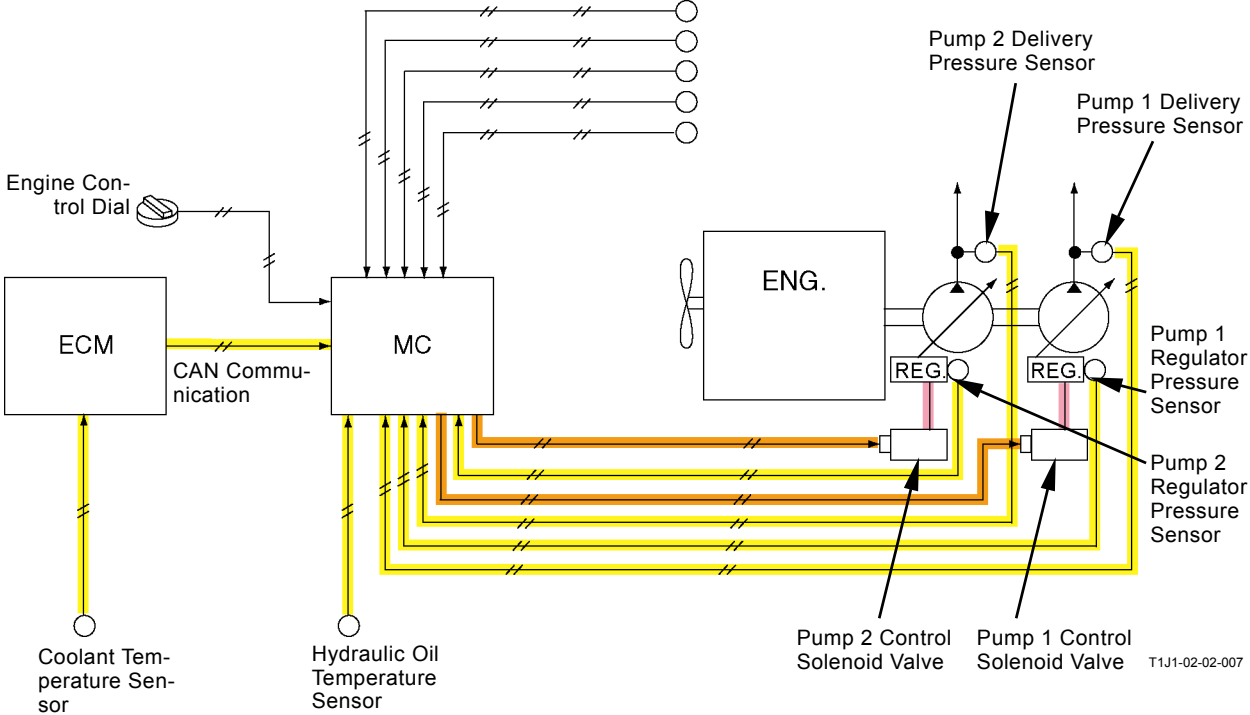 Pump 2 Delivery
Pressure Sensor
Pump 1 Delivery
Pressure Sensor
Engine Con-
trol Dial
ECM
CAN Commu-
nication
MC
ENG.
REG.
REG.
Pump 1
Regulator
Pressure
Sensor
Pump 2
Regulator
Pressure
Sensor
Coolant Tem-
perature Sen-
sor
Hydraulic Oil
Temperature
Sensor
Pump 2 Control
Solenoid Valve
Pump 1 Control
Solenoid Valve
T1J1-02-02-007